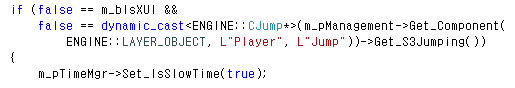 if (false == m_bIsXUI &&
false == dynamic_cast<ENGINE::CJump*>(m_pManagement->Get_Component(
ENGINE::LAYER_OBJECT, L"Player", L"Jump"))->Get_S3Jumping())
{
m_pTimeMgr->Set_IsSlowTime(true);